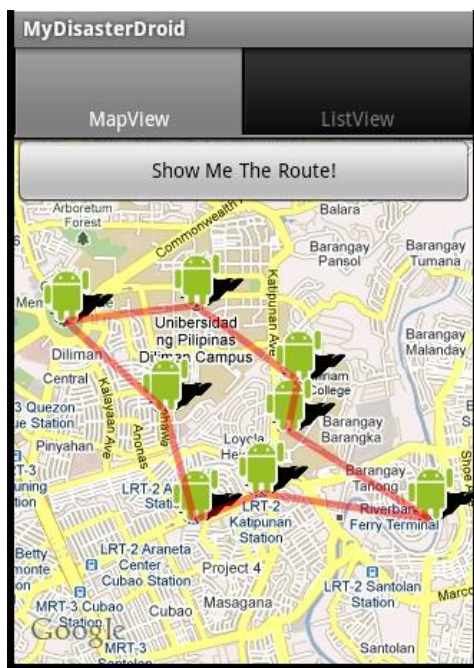 MyDisasterDroid
MapView
ListView
Show Me The Route!
Arboretum
Forest
Balara
Commonwealth
Barangay
Pansol
Barangay
Tumana
Katipunan Ave
Unibersidad
ng Pilipinas
Diliman Campus
Diliman
Barangay
Malanday
Central
College
Kalayaan Ave
Anonas
Quezon
Station
Pinyahan
Barangay
Barangka
Loyola
Barangay
Tanong
LRT-2
Katipunan
Station
Ferry Terminal
LRT-2 Araneta
Center
Cubao Station
Project 4
LRT-2 Santolan
Station
Betty
Masagana
Cubao
MRT-3 Cubao
Station
Google
Santolan